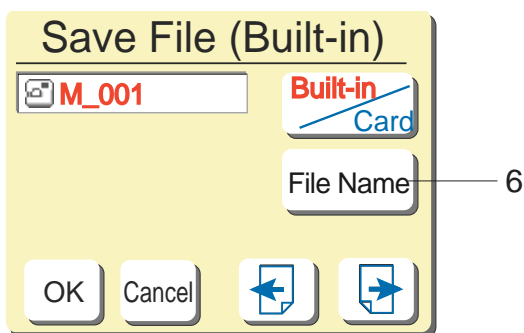 Save File (Built-in)
M_001
Built-in
Card
File Name
6
OK
Cancel